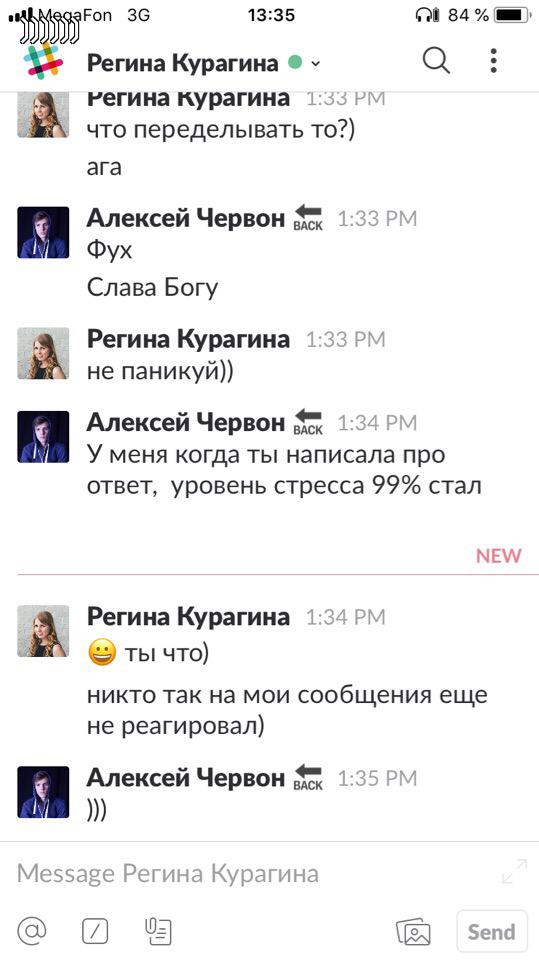 MegaFon 3G 13:35 84 %
))))))))
Регина Курагина
Регина Курагина 1:33 PM
что переделывать то?)
ага
Алексей Червон BACK 1:33 PM
Фух
Слава Богу
Регина Курагина 1:33 PM
не паникуй))
Алексей Червон BACK 1:34 PM
У меня когда ты написала про
ответ, уровень стресса 99% стал
NEW
Регина Курагина 1:34 PM
😀 ты что)
никто так на мои сообщения еще
не реагировал)
Алексей Червон BACK 1:35 PM
)))
Message Регина Курагина
Send